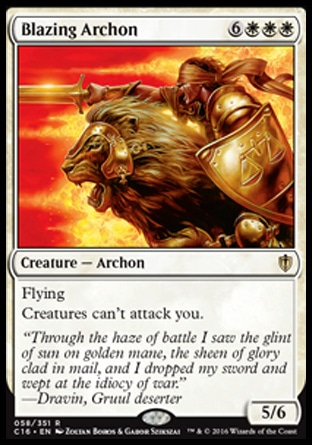 Blazing Archon 6
Creature — Archon
Flying
Creatures can't attack you.
"Through the haze of battle I saw the glint
of sun on golden mane, the sheen of glory
clad in mail, and I dropped my sword and
wept at the idiocy of war."
—Dravin, Gruul deserter
5/6
058/351 R
C16 • EN Zoltan Boros & Gabor Szikszai ™ & © 2016 Wizards of the Coast